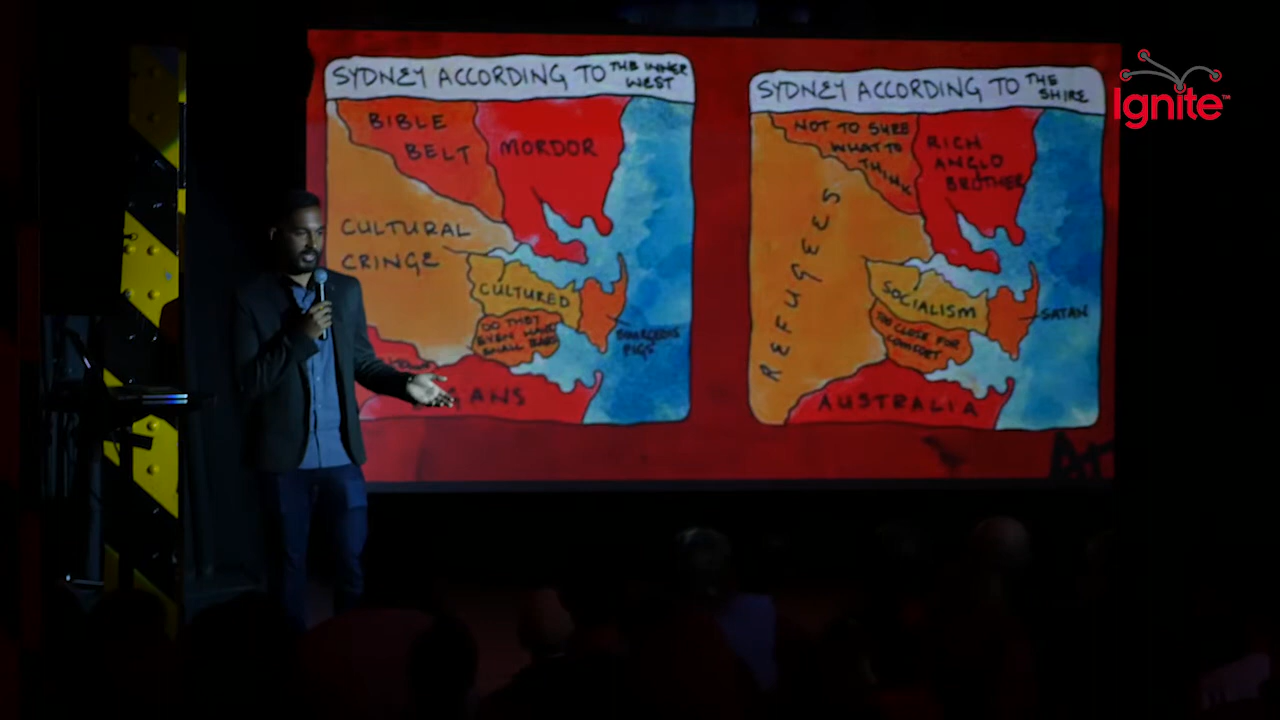 SYDNEY ACCORDING TO THE INNER
WEST
BIBLE
BELT
MORDOR
CULTURAL
CRINGE
CULTURED
DO THEY
EVEN HAVE
SMALL BARS
BOURGEOIS
PIGS
ANS
SYDNEY ACCORDING TO THE
SHIRE
NOT TO SURE
WHAT TO
THINK
RICH
ANGLO
BROTHER
REFUGEES
SOCIALISM
SATAN
TOO CLOSE FOR
COMFORT
AUSTRALIA
Ignite™